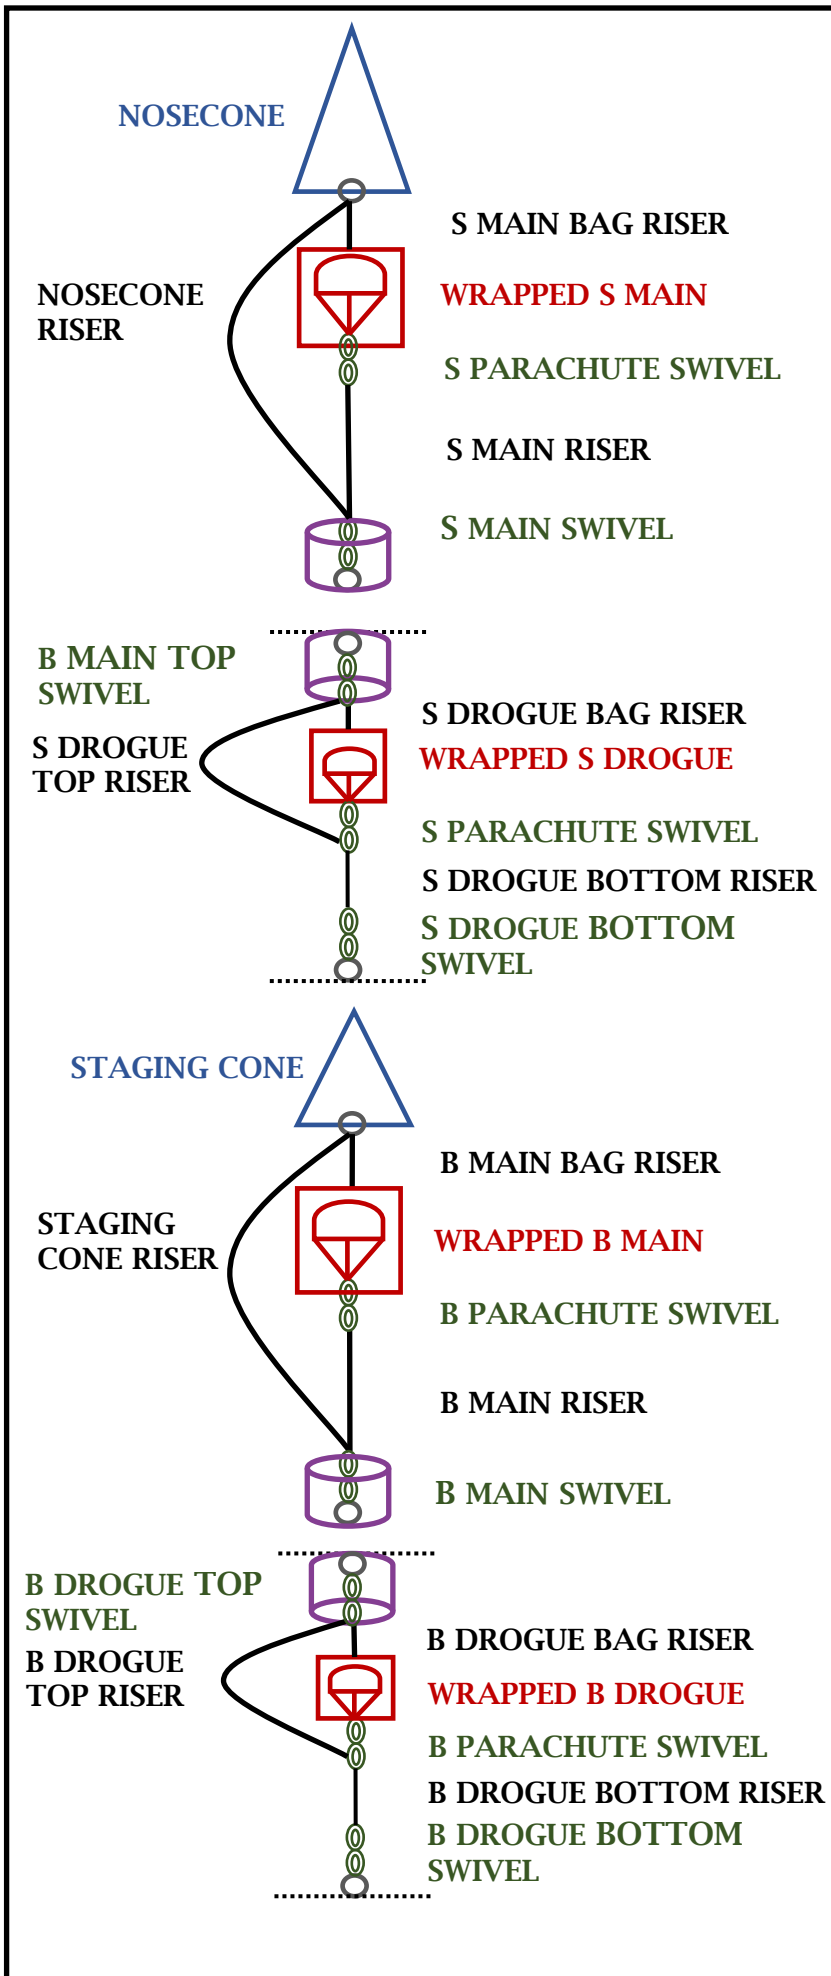 NOSECONE
S MAIN BAG RISER
NOSECONE
RISER
WRAPPED S MAIN
S PARACHUTE SWIVEL
S MAIN RISER
S MAIN SWIVEL
B MAIN TOP
SWIVEL
S DROGUE BAG RISER
S DROGUE
TOP RISER
WRAPPED S DROGUE
S PARACHUTE SWIVEL
S DROGUE BOTTOM RISER
S DROGUE BOTTOM
SWIVEL
STAGING CONE
B MAIN BAG RISER
STAGING
CONE RISER
WRAPPED B MAIN
B PARACHUTE SWIVEL
B MAIN RISER
B MAIN SWIVEL
B DROGUE TOP
SWIVEL
B DROGUE BAG RISER
B DROGUE
TOP RISER
WRAPPED B DROGUE
B PARACHUTE SWIVEL
B DROGUE BOTTOM RISER
B DROGUE BOTTOM
SWIVEL